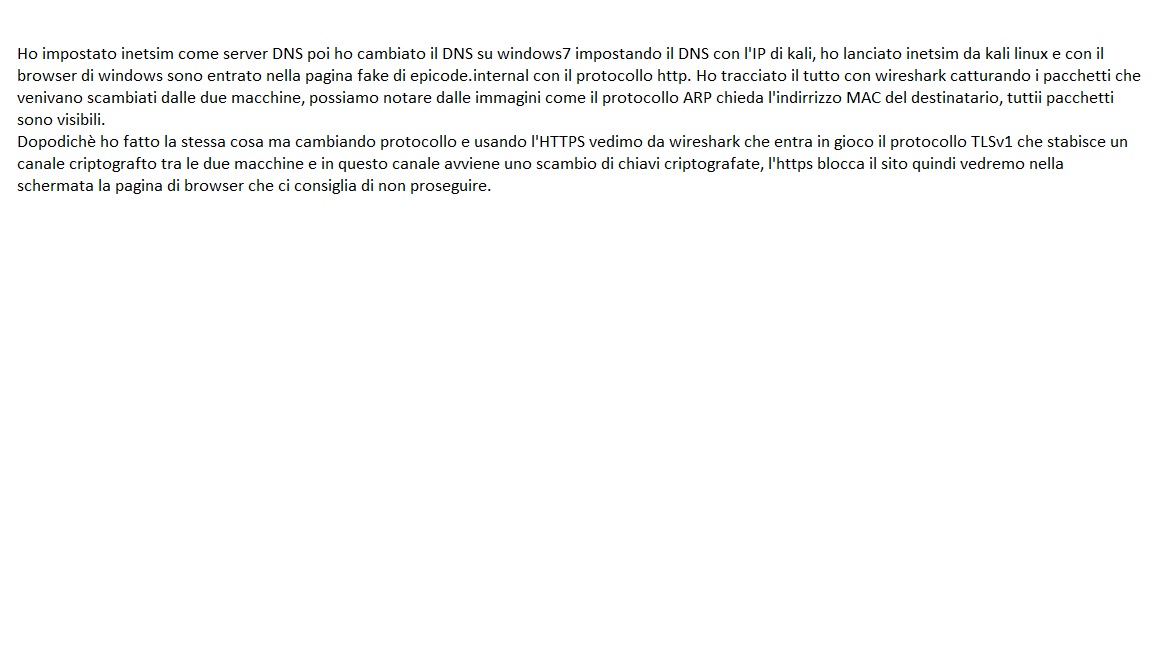 Ho impostato inetsim come server DNS poi ho cambiato il DNS su windows7 impostando il DNS con l'IP di kali, ho lanciato inetsim da kali linux e con il
browser di windows sono entrato nella pagina fake di epicode.internal con il protocollo http. Ho tracciato il tutto con wireshark catturando i pacchetti che
venivano scambiati dalle due macchine, possiamo notare dalle immagini come il protocollo ARP chieda l'indirrizzo MAC del destinatario, tuttii pacchetti
sono visibili.
Dopodichè ho fatto la stessa cosa ma cambiando protocollo e usando l'HTTPS vedimo da wireshark che entra in gioco il protocollo TLSv1 che stabisce un
canale criptografto tra le due macchine e in questo canale avviene uno scambio di chiavi criptografate, l'https blocca il sito quindi vedremo nella
schermata la pagina di browser che ci consiglia di non proseguire.